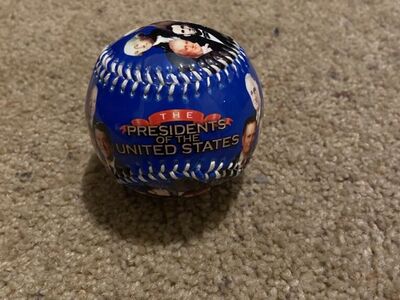 THE
PRESIDENTS
OF THE
UNITED STATES